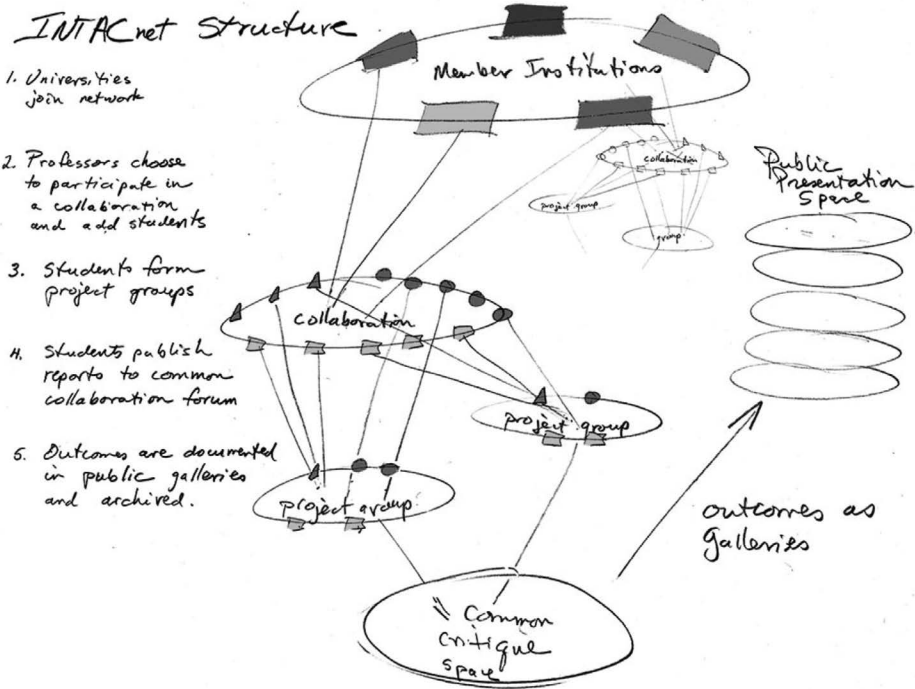 INTACnet Structure
1. Universities
join network
2. Professors choose
to participate in
a collaboration
and add students
3. Students form
project groups
4. Students publish
reports to common
collaboration forum
5. Outcomes are documented
in public galleries
and archived.
Member Institutions
collaboration
project group
group
Public
Presentation
Space
collaboration
project group
project group
outcomes as
galleries
Common
critique
space